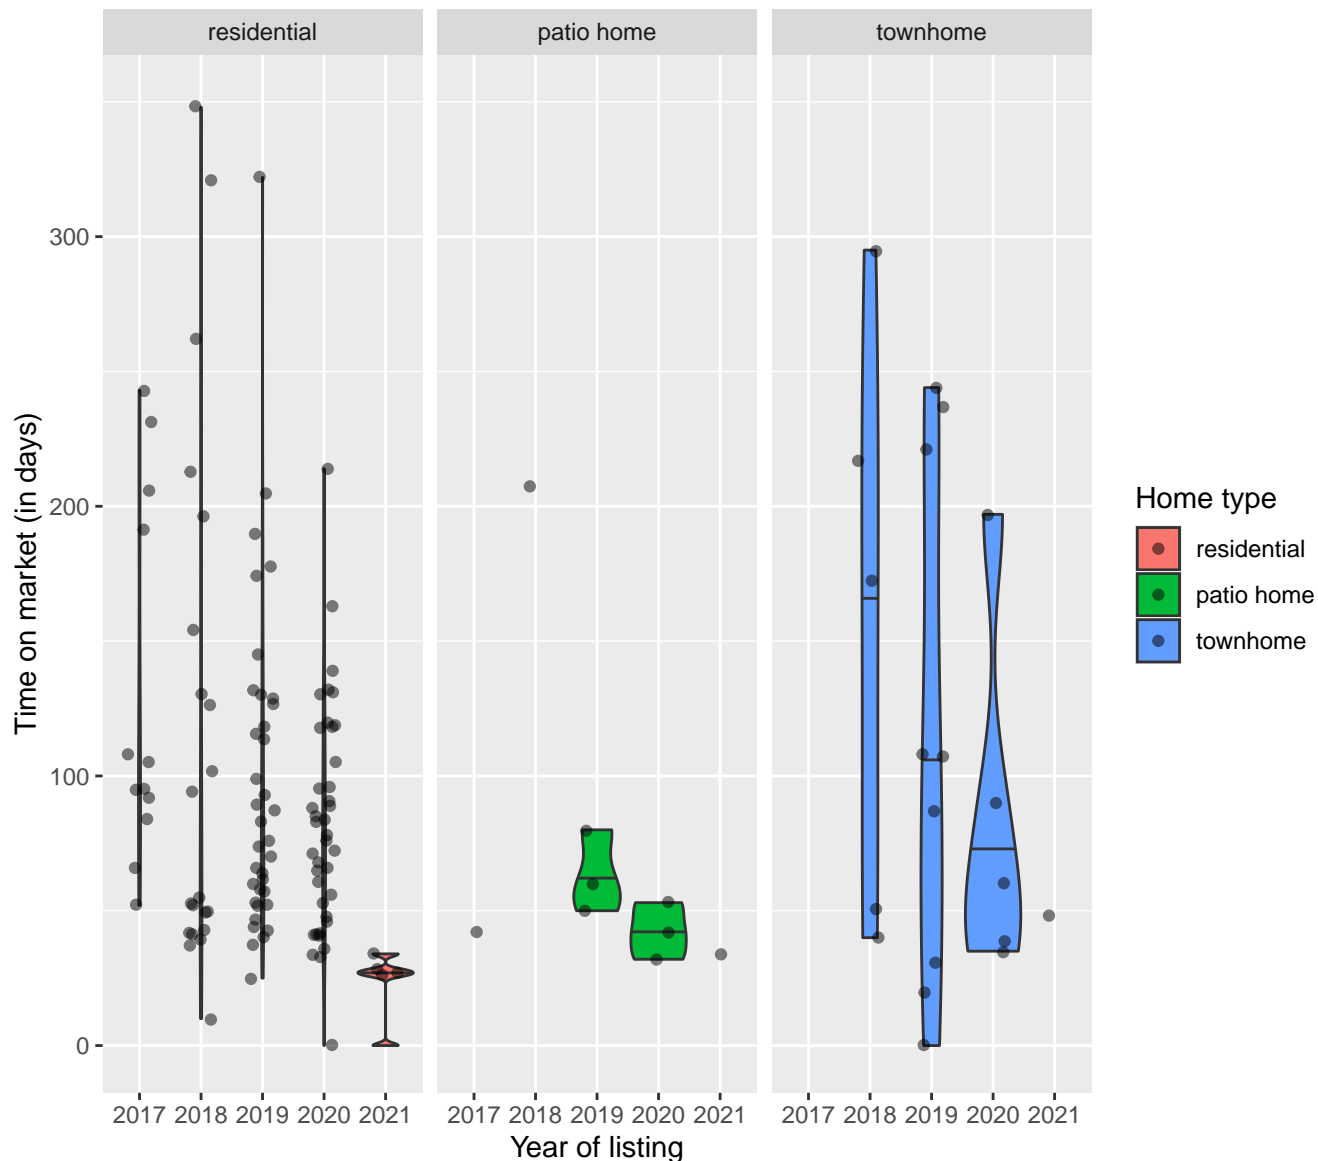 residential patio home townhome
300
200
100
0
Time on market (in days)
2017 2018 2019 2020 2021 2017 2018 2019 2020 2021 2017 2018 2019 2020 2021
Year of listing
Home type
residential
patio home
townhome